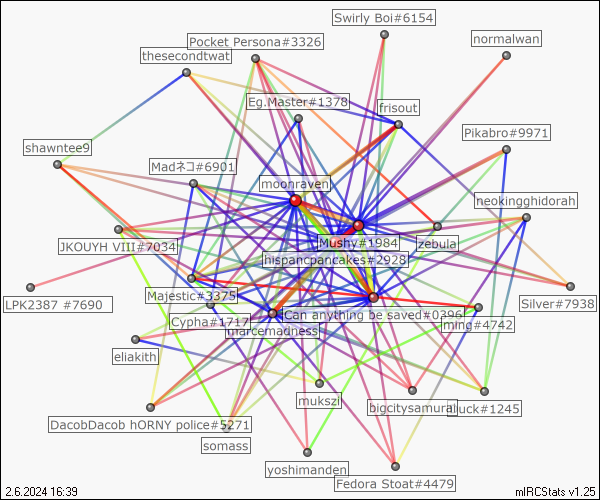 Swirly Boi#6154
normalwan
Pocket Persona#3326
thesecondtwat
Eg.Master#1378
frisout
Pikabro#9971
shawntee9
Madネコ#6901
moonraven
neokingghidorah
Mushy#1984
zebula
JKOUYH VIII#7034
hispancpancakes#2928
Majestic#3375
LPK2387 #7690
Silver#7938
Can anything be saved#0396
Cypha#1717
marcemadness
ming#4742
eliakith
mukszi
bigcitysamurai
#1245
DacobDacob hORNY police#5271
somass
yoshimanden
Fedora Stoat#4479
2.6.2024 16:39
mIRCStats v1.25